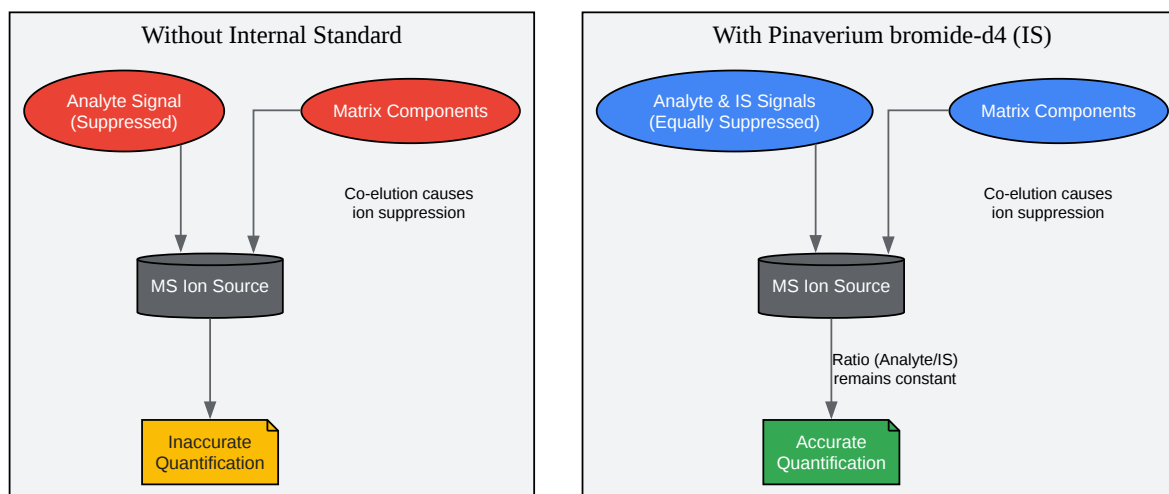 Without Internal Standard
Analyte Signal
(Suppressed)
Matrix Components
Co-elution causes
ion suppression
MS Ion Source
Inaccurate
Quantification
With Pinaverium bromide-d4 (IS)
Analyte & IS Signals
(Equally Suppressed)
Matrix Components
Co-elution causes
ion suppression
MS Ion Source
Ratio (Analyte/IS)
remains constant
Accurate
Quantification